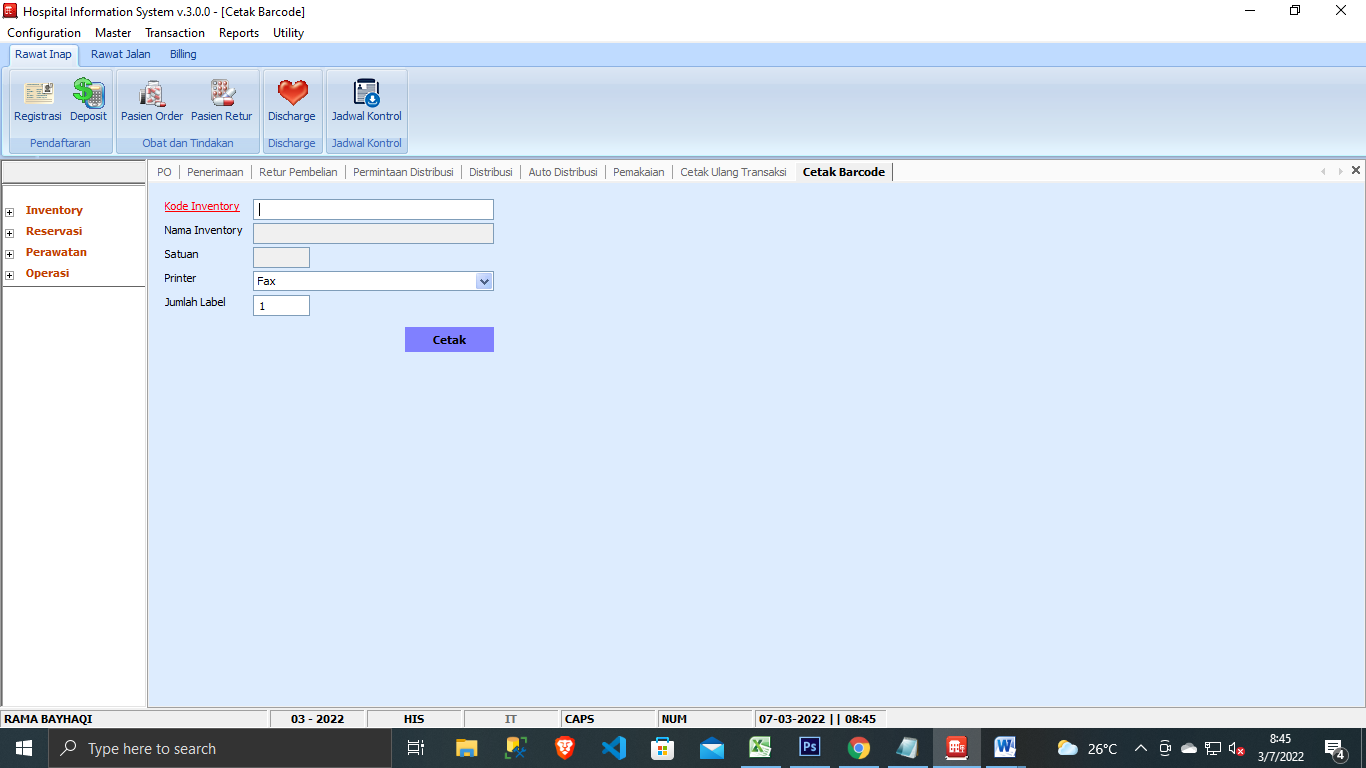 Hospital Information System v.3.0.0 - [Cetak Barcode]
Configuration Master Transaction Reports Utility
Rawat Inap Rawat Jalan Billing
Registrasi Deposit Pasien Order Pasien Retur Discharge Jadwal Kontrol
Pendaftaran Obat dan Tindakan Discharge Jadwal Kontrol
PO Penerimaan Retur Pembelian Permintaan Distribusi Distribusi Auto Distribusi Pemakaian Cetak Ulang Transaksi Cetak Barcode
Inventory
Reservasi
Perawatan
Operasi
Kode Inventory
Nama Inventory
Satuan
Printer Fax
Jumlah Label 1
Cetak
RAMA BAYHAQI 03 - 2022 HIS IT CAPS NUM 07-03-2022 || 08:45
Type here to search Ps W 26°C 8:45
3/7/2022 4